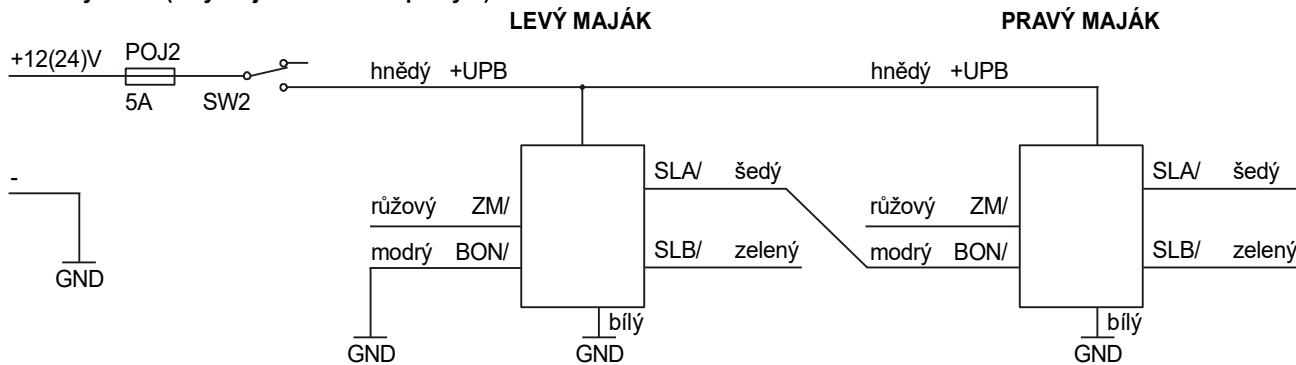 LEVÝ MAJÁK
PRAVÝ MAJÁK
+12(24)V
POJ2
5A
SW2
hnědý +UPB
hnědý +UPB
-
GND
růžový ZM/
modrý BON/
GND
SLA/ šedý
SLB/ zelený
bílý
GND
růžový ZM/
modrý BON/
SLA/ šedý
SLB/ zelený
bílý
GND